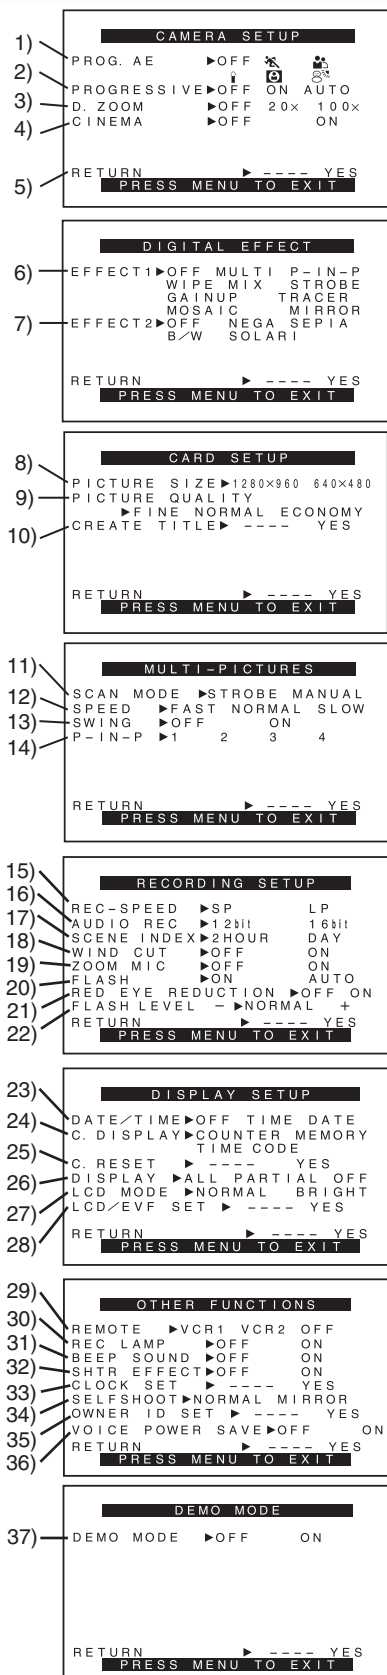 CAMERA SETUP
1) PROG. AE ▶OFF
2) PROGRESSIVE▶OFF ON AUTO
3) D. ZOOM ▶OFF 20× 100×
4) CINEMA ▶OFF ON
5) RETURN ▶ ---- YES
PRESS MENU TO EXIT
DIGITAL EFFECT
6) EFFECT1▶OFF MULTI P-IN-P
WIPE MIX STROBE
GAINUP TRACER
MOSAIC MIRROR
7) EFFECT2▶OFF NEGA SEPIA
B/W SOLARI
RETURN ▶ ---- YES
PRESS MENU TO EXIT
CARD SETUP
8) PICTURE SIZE▶1280×960 640×480
9) PICTURE QUALITY
▶FINE NORMAL ECONOMY
10) CREATE TITLE▶ ---- YES
RETURN ▶ ---- YES
PRESS MENU TO EXIT
MULTI-PICTURES
11) SCAN MODE ▶STROBE MANUAL
12) SPEED ▶FAST NORMAL SLOW
13) SWING ▶OFF ON
14) P-IN-P ▶1 2 3 4
RETURN ▶ ---- YES
PRESS MENU TO EXIT
RECORDING SETUP
15) REC-SPEED ▶SP LP
16) AUDIO REC ▶12bit 16bit
17) SCENE INDEX▶2HOUR DAY
18) WIND CUT ▶OFF ON
19) ZOOM MIC ▶OFF ON
20) FLASH ▶ON AUTO
21) RED EYE REDUCTION ▶OFF ON
22) FLASH LEVEL - ▶NORMAL +
RETURN ▶ ---- YES
PRESS MENU TO EXIT
DISPLAY SETUP
23) DATE/TIME▶OFF TIME DATE
24) C. DISPLAY▶COUNTER MEMORY
TIME CODE
25) C. RESET ▶ ---- YES
26) DISPLAY ▶ALL PARTIAL OFF
27) LCD MODE ▶NORMAL BRIGHT
28) LCD/EVF SET ▶ ---- YES
RETURN ▶ ---- YES
PRESS MENU TO EXIT
OTHER FUNCTIONS
29) REMOTE ▶VCR1 VCR2 OFF
30) REC LAMP ▶OFF ON
31) BEEP SOUND ▶OFF ON
32) SHTR EFFECT▶OFF ON
33) CLOCK SET ▶ ---- YES
34) SELFSHOOT▶NORMAL MIRROR
35) OWNER ID SET ▶ ---- YES
36) VOICE POWER SAVE▶OFF ON
RETURN ▶ ---- YES
PRESS MENU TO EXIT
DEMO MODE
37) DEMO MODE ▶OFF ON
RETURN ▶ ---- YES
PRESS MENU TO EXIT